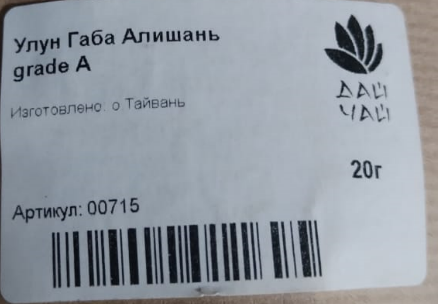 Улун Габа Алишань
grade A
Изготовлено: о Тайвань
ДАЙ
ЧАЙ
20г
Артикул: 00715